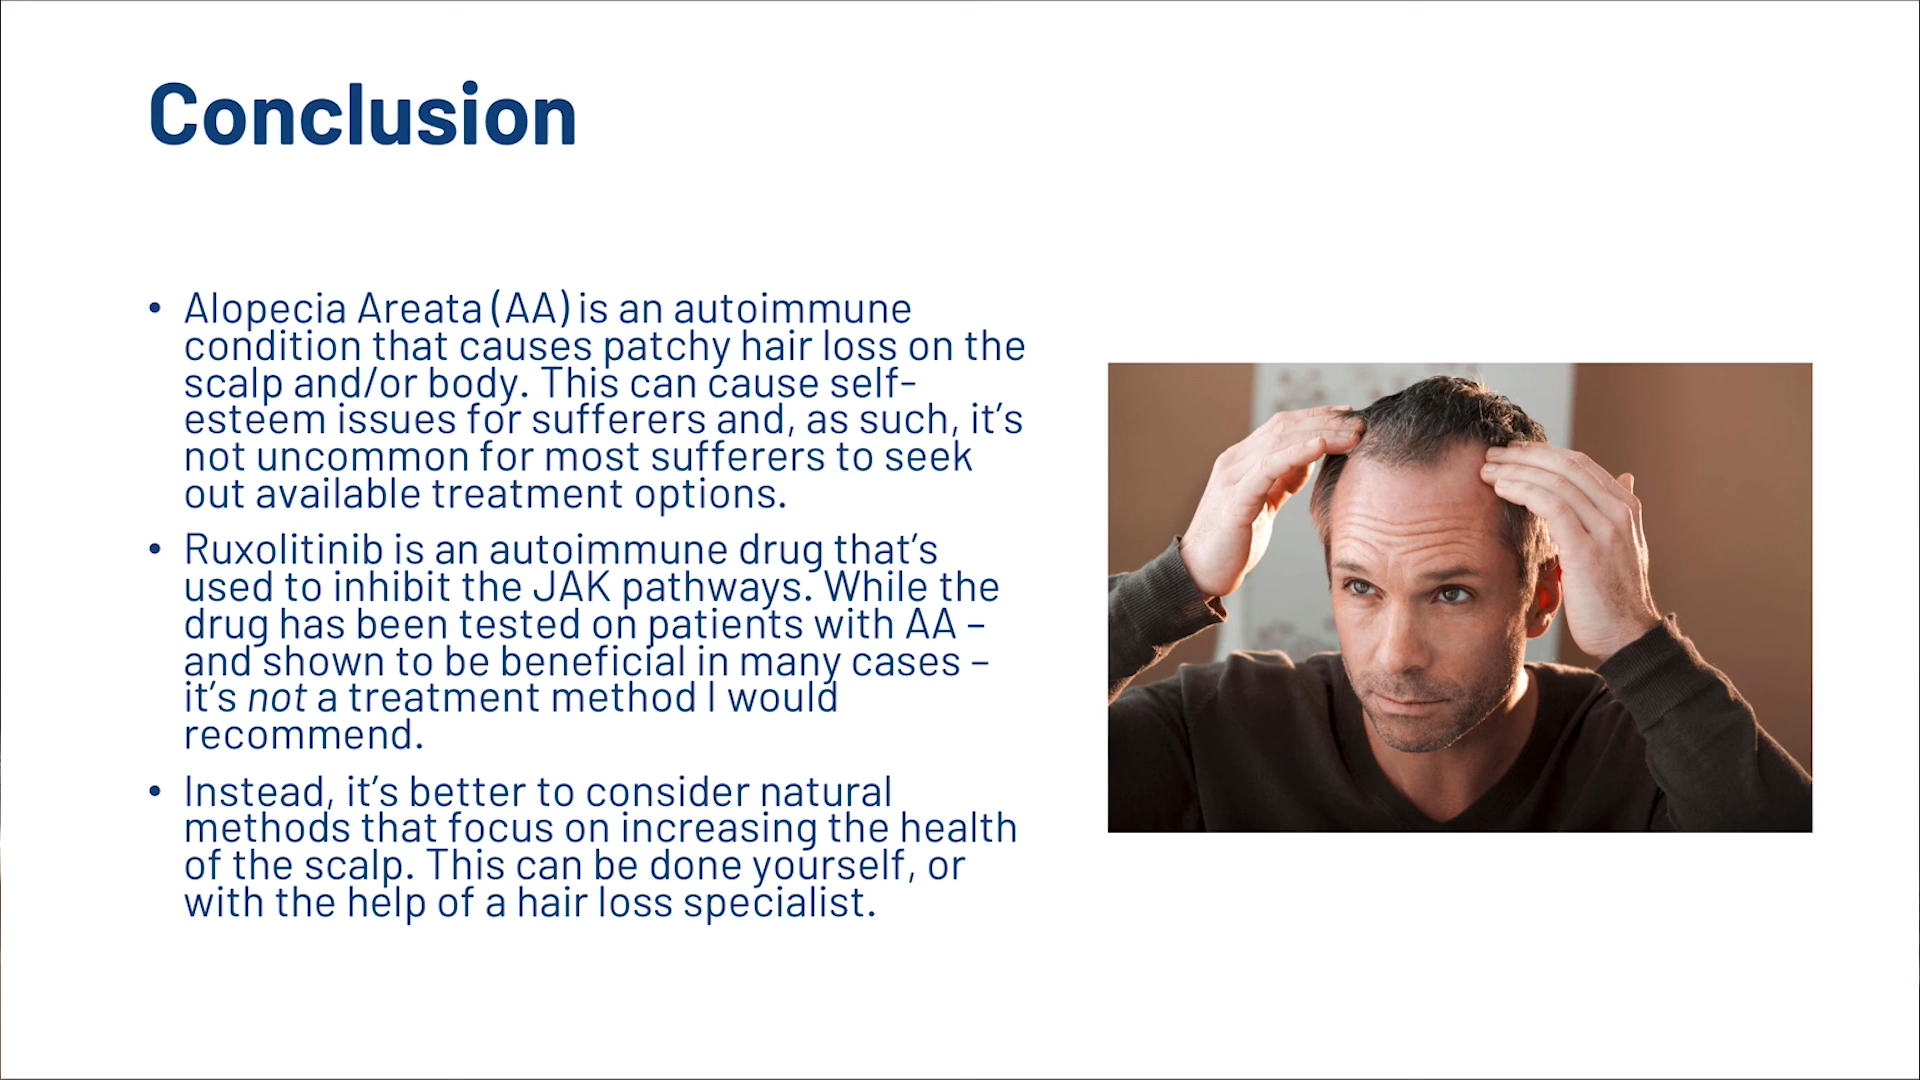 Conclusion
• Alopecia Areata (AA) is an autoimmune
condition that causes patchy hair loss on the
scalp and/or body. This can cause self-
esteem issues for sufferers and, as such, it’s
not uncommon for most sufferers to seek
out available treatment options.
• Ruxolitinib is an autoimmune drug that’s
used to inhibit the JAK pathways. While the
drug has been tested on patients with AA –
and shown to be beneficial in many cases –
it’s not a treatment method I would
recommend.
• Instead, it’s better to consider natural
methods that focus on increasing the health
of the scalp. This can be done yourself, or
with the help of a hair loss specialist.